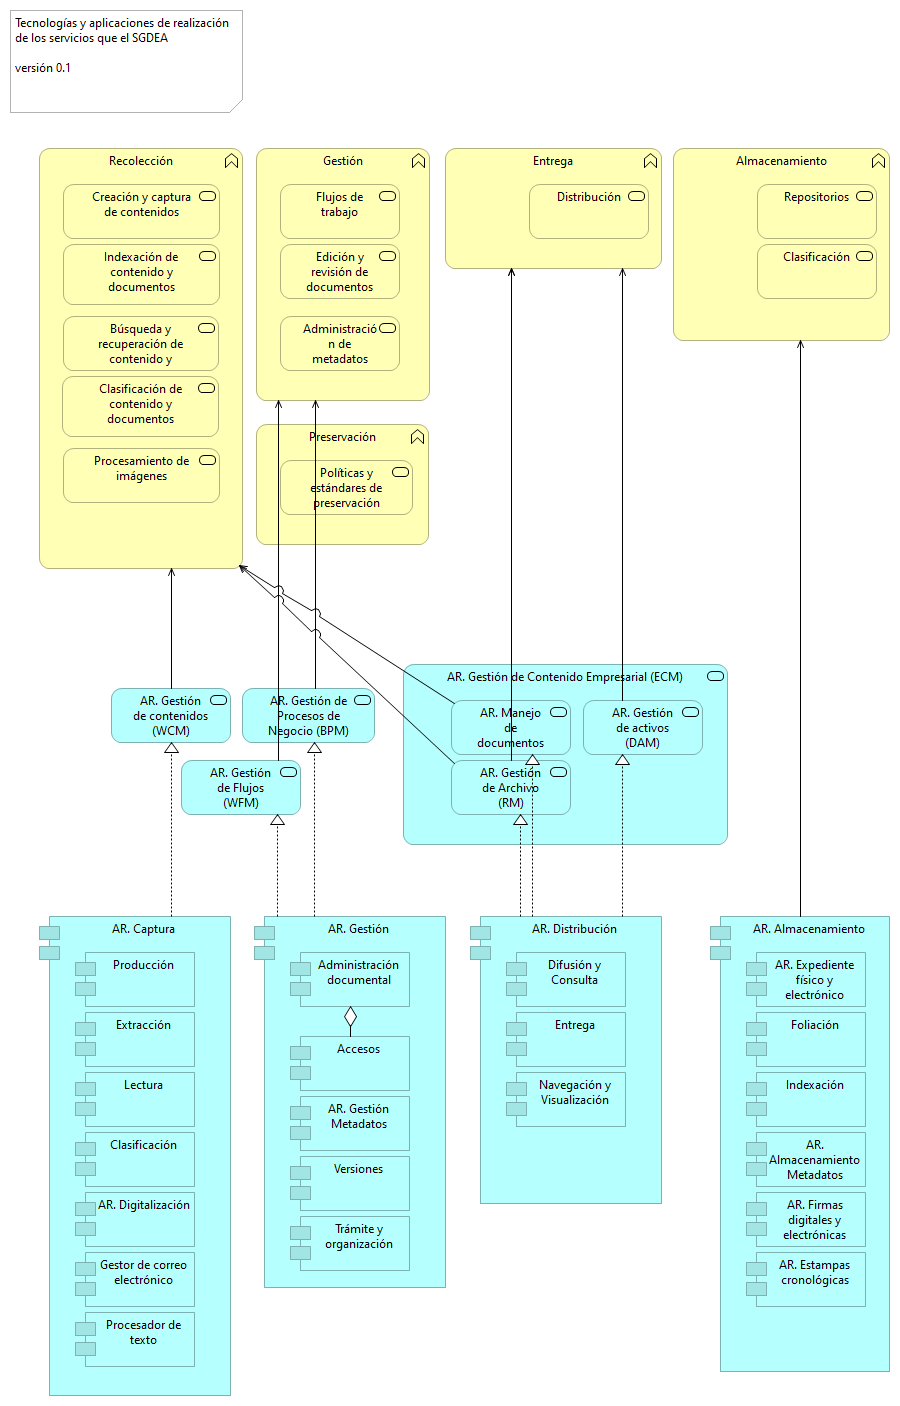 Tecnologías y aplicaciones de realización
de los servicios que el SGDEA
versión 0.1
Recolección
Creación y captura
de contenidos
Indexación de
contenido y
documentos
Búsqueda y
recuperación de
contenido y
Clasificación de
contenido y
documentos
Procesamiento de
imágenes
Gestión
Flujos de
trabajo
Edición y
revisión de
documentos
Administració
n de
metadatos
Preservación
Políticas y
estándares de
preservación
Entrega
Distribución
Almacenamiento
Repositorios
Clasificación
AR. Gestión
de contenidos
(WCM)
AR. Gestión de
Procesos de
Negocio (BPM)
AR. Gestión
de Flujos
(WFM)
AR. Gestión de Contenido Empresarial (ECM)
AR. Manejo
de
documentos
AR. Gestión
de activos
(DAM)
AR. Gestión
de Archivo
(RM)
AR. Captura
Producción
Extracción
Lectura
Clasificación
AR. Digitalización
Gestor de correo
electrónico
Procesador de
texto
AR. Gestión
Administración
documental
Accesos
AR. Gestión
Metadatos
Versiones
Trámite y
organización
AR. Distribución
Difusión y
Consulta
Entrega
Navegación y
Visualización
AR. Almacenamiento
AR. Expediente
físico y
electrónico
Foliación
Indexación
AR.
Almacenamiento
Metadatos
AR. Firmas
digitales y
electrónicas
AR. Estampas
cronológicas